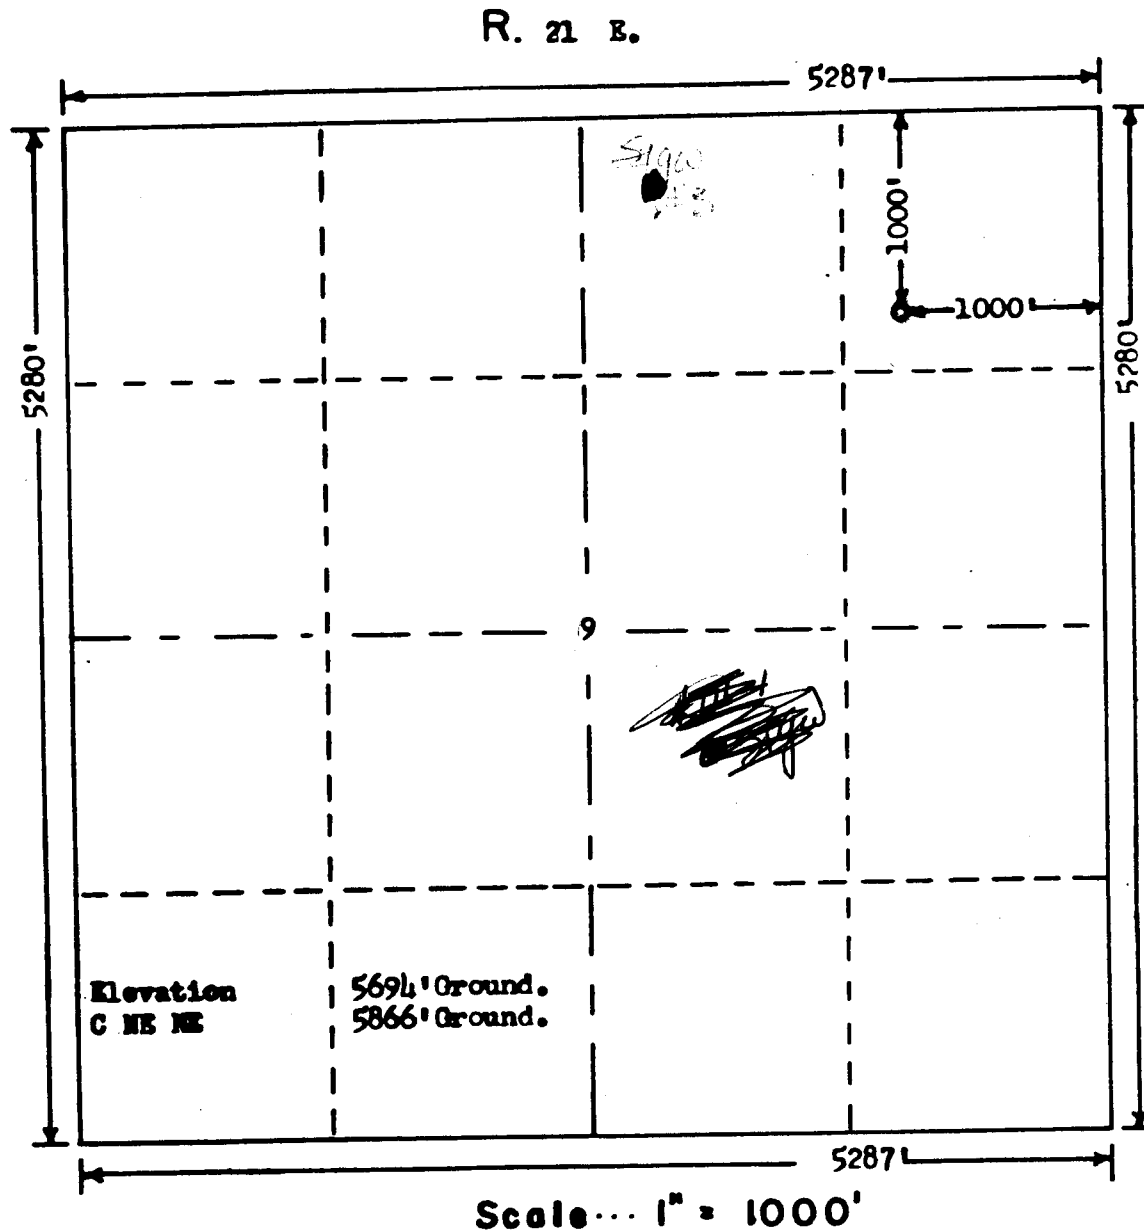 R. 21 E.
5287'
1000'
1000'
5280'
5280'
9
Elevation 5694' Ground.
C NE NE 5866' Ground.
5287'
Scale... 1" = 1000'